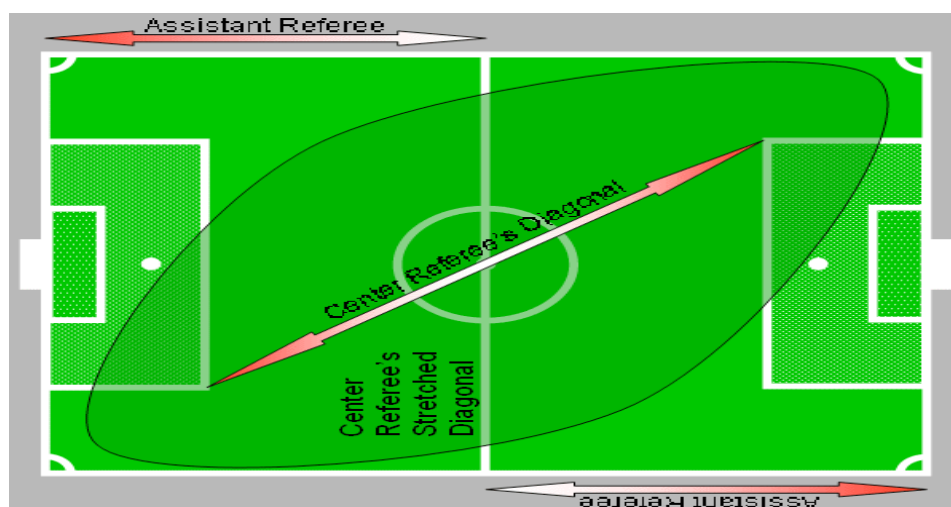 Assistant Referee
Center Referee's Diagonal
Center
Referee's
Stretched
Diagonal
Assistant Referee